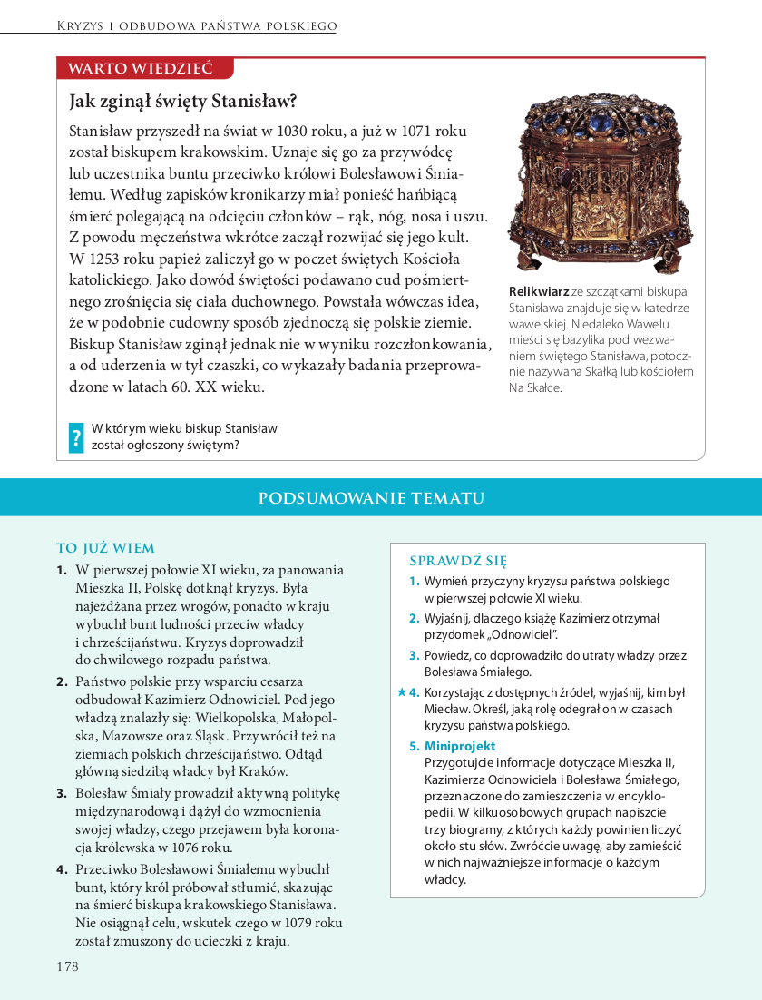 Kryzys i odbudowa państwa polskiego
WARTO WIEDZIEĆ
Jak zginął święty Stanisław?
Stanisław przyszedł na świat w 1030 roku, a już w 1071 roku
został biskupem krakowskim. Uznaje się go za przywódcę
lub uczestnika buntu przeciwko królowi Bolesławowi Śmia-
łemu. Według zapisków kronikarzy miał ponieść hańbiącą
śmierć polegającą na odcięciu członków – rąk, nóg, nosa i uszu.
Z powodu męczeństwa wkrótce zaczął rozwijać się jego kult.
W 1253 roku papież zaliczył go w poczet świętych Kościoła
katolickiego. Jako dowód świętości podawano cud pośmiert-
nego zrośnięcia się ciała duchownego. Powstała wówczas idea,
że w podobnie cudowny sposób zjednoczą się polskie ziemie.
Biskup Stanisław zginął jednak nie w wyniku rozczłonkowania,
a od uderzenia w tył czaszki, co wykazały badania przeprowa-
dzone w latach 60. XX wieku.
Relikwiarz ze szczątkami biskupa
Stanisława znajduje się w katedrze
wawelskiej. Niedaleko Wawelu
mieści się bazylika pod wezwa-
niem świętego Stanisława, potocz-
nie nazywana Skałką lub kościołem
Na Skałce.
? W którym wieku biskup Stanisław
został ogłoszony świętym?
PODSUMOWANIE TEMATU
TO JUŻ WIEM
1. W pierwszej połowie XI wieku, za panowania
Mieszka II, Polskę dotknął kryzys. Była
najeżdżana przez wrogów, ponadto w kraju
wybuchł bunt ludności przeciw władcy
i chrześcijaństwu. Kryzys doprowadził
do chwilowego rozpadu państwa.
2. Państwo polskie przy wsparciu cesarza
odbudował Kazimierz Odnowiciel. Pod jego
władzą znalazły się: Wielkopolska, Małopol-
ska, Mazowsze oraz Śląsk. Przywrócił też na
ziemiach polskich chrześcijaństwo. Odtąd
główną siedzibą władcy był Kraków.
3. Bolesław Śmiały prowadził aktywną politykę
międzynarodową i dążył do wzmocnienia
swojej władzy, czego przejawem była korona-
cja królewska w 1076 roku.
4. Przeciwko Bolesławowi Śmiałemu wybuchł
bunt, który król próbował stłumić, skazując
na śmierć biskupa krakowskiego Stanisława.
Nie osiągnął celu, wskutek czego w 1079 roku
został zmuszony do ucieczki z kraju.
SPRAWDŹ SIĘ
1. Wymień przyczyny kryzysu państwa polskiego
w pierwszej połowie XI wieku.
2. Wyjaśnij, dlaczego książę Kazimierz otrzymał
przydomek „Odnowiciel”.
3. Powiedz, co doprowadziło do utraty władzy przez
Bolesława Śmiałego.
★ 4. Korzystając z dostępnych źródeł, wyjaśnij, kim był
Miecław. Określ, jaką rolę odegrał on w czasach
kryzysu państwa polskiego.
5. Miniprojekt
Przygotujcie informacje dotyczące Mieszka II,
Kazimierza Odnowiciela i Bolesława Śmiałego,
przeznaczone do zamieszczenia w encyklo-
pedii. W kilkuosobowych grupach napiszcie
trzy biogramy, z których każdy powinien liczyć
około stu słów. Zwróćcie uwagę, aby zamieścić
w nich najważniejsze informacje o każdym
władcy.
178